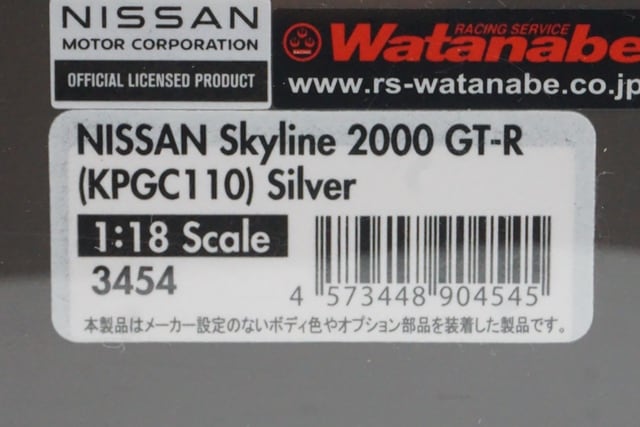 NISSAN
MOTOR CORPORATION
OFFICIAL LICENSED PRODUCT
RACING SERVICE
Watanabe
www.rs-watanabe.co.jp
NISSAN Skyline 2000 GT-R
(KPGC110) Silver
1:18 Scale
3454
4 573448 904545
本製品はメーカー設定のないボディ色やオプション部品を装着した製品です。